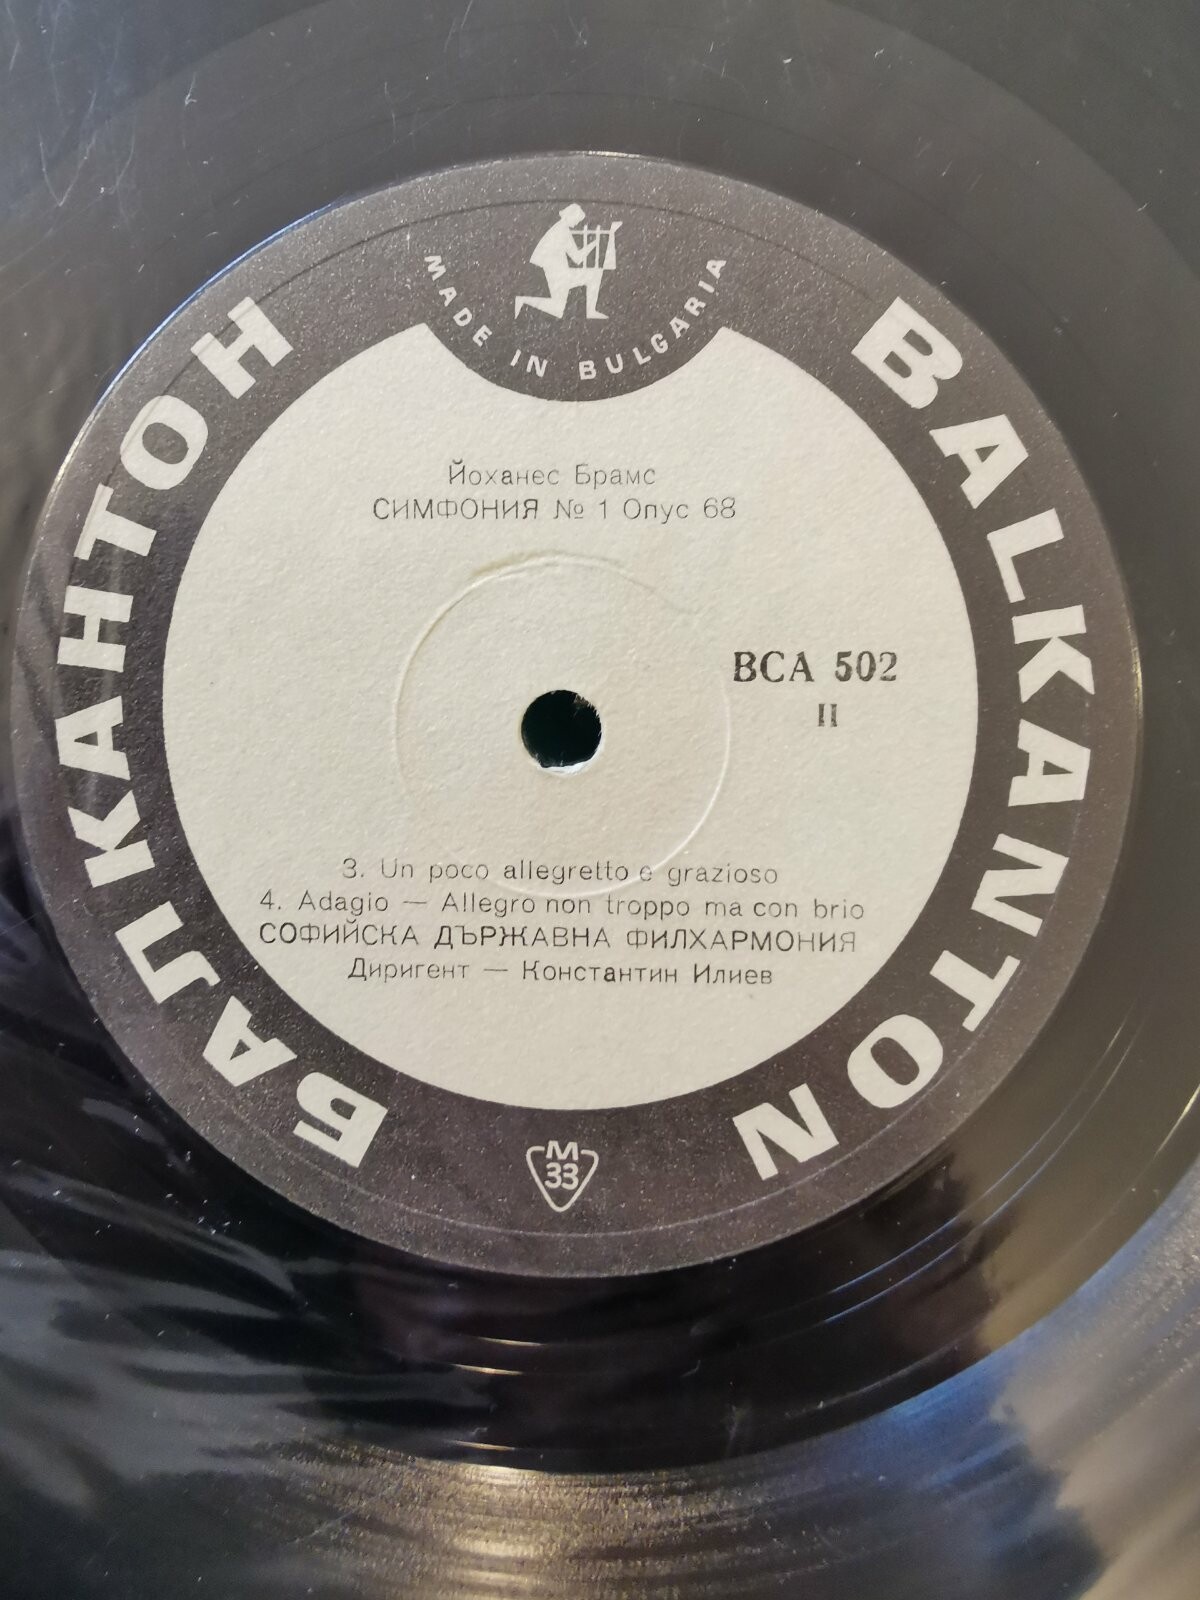 MADE IN BULGARIA
БАЛКАНТОН
BALKANTON
Йоханес Брамс
СИМФОНИЯ № 1 Опус 68
ВСА 502
II
3. Un poco allegretto e grazioso
4. Adagio — Allegro non troppo ma con brio
СОФИЙСКА ДЪРЖАВНА ФИЛХАРМОНИЯ
Диригент — Константин Илиев
М
33